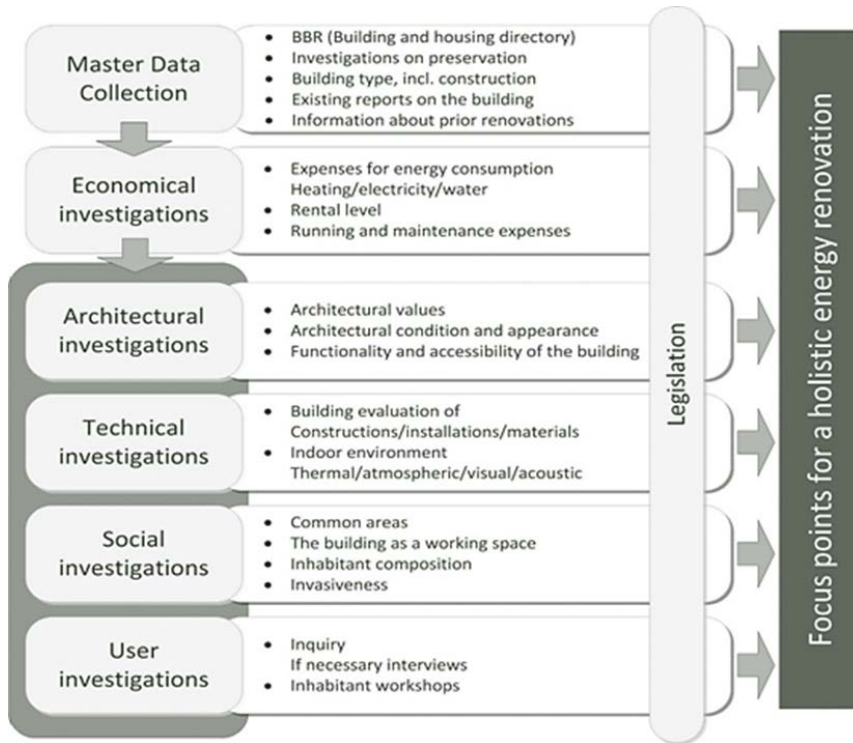 Master Data
Collection
• BBR (Building and housing directory)
• Investigations on preservation
• Building type, incl. construction
• Existing reports on the building
• Information about prior renovations
Economical
investigations
• Expenses for energy consumption
Heating/electricity/water
• Rental level
• Running and maintenance expenses
Architectural
investigations
• Architectural values
• Architectural condition and appearance
• Functionality and accessibility of the building
Technical
investigations
• Building evaluation of
Constructions/installations/materials
• Indoor environment
Thermal/atmospheric/visual/acoustic
Social
investigations
• Common areas
• The building as a working space
• Inhabitant composition
• Invasiveness
User
investigations
• Inquiry
If necessary interviews
• Inhabitant workshops
Legislation
Focus points for a holistic energy renovation